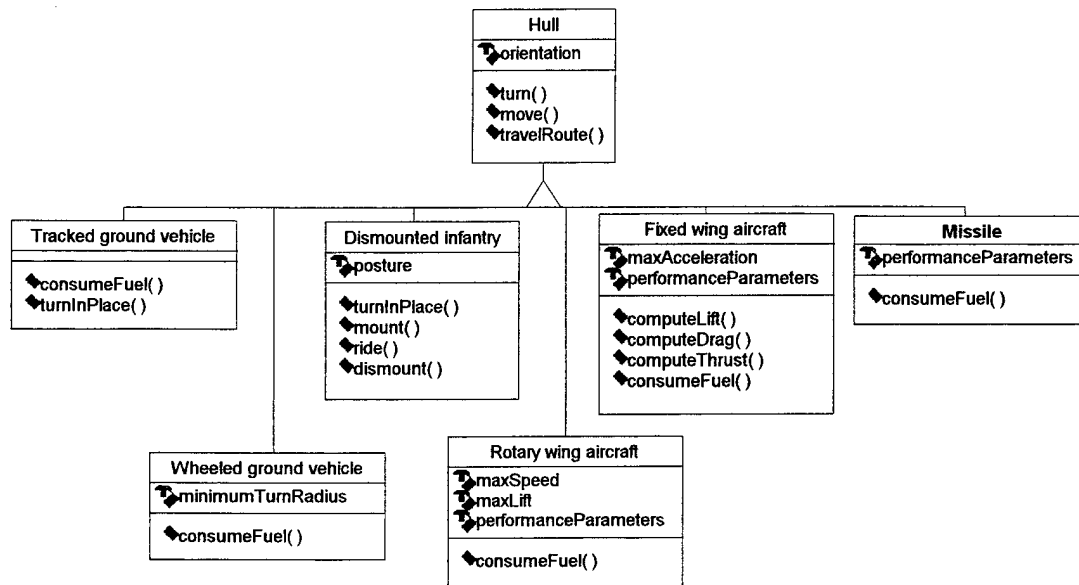 Hull
orientation
turn( )
move( )
travelRoute( )
Tracked ground vehicle
consumeFuel( )
turnInPlace( )
Dismounted infantry
posture
turnInPlace( )
mount( )
ride( )
dismount( )
Fixed wing aircraft
maxAcceleration
performanceParameters
computeLift( )
computeDrag( )
computeThrust( )
consumeFuel( )
Missile
performanceParameters
consumeFuel( )
Wheeled ground vehicle
minimumTurnRadius
consumeFuel( )
Rotary wing aircraft
maxSpeed
maxLift
performanceParameters
consumeFuel( )